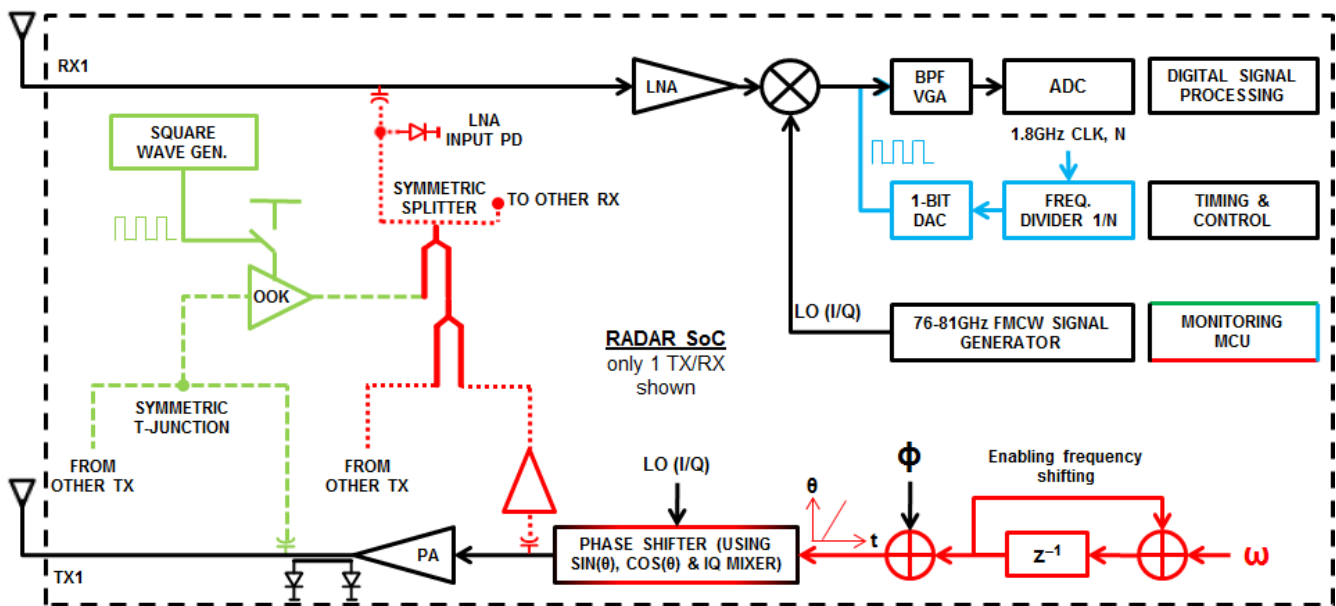 RX1
LNA
BPF
VGA
ADC
DIGITAL SIGNAL
PROCESSING
SQUARE
WAVE GEN.
LNA
INPUT PD
1.8GHz CLK, N
SYMMETRIC
SPLITTER
TO OTHER RX
1-BIT
DAC
FREQ.
DIVIDER 1/N
TIMING &
CONTROL
OOK
LO (I/Q)
76-81GHz FMCW SIGNAL
GENERATOR
MONITORING
MCU
RADAR SoC
only 1 TX/RX
shown
SYMMETRIC
T-JUNCTION
FROM
OTHER TX
FROM
OTHER TX
LO (I/Q)
Φ
Enabling frequency
shifting
θ
t
PA
PHASE SHIFTER (USING
SIN(θ), COS(θ) & IQ MIXER)
z⁻¹
ω
TX1